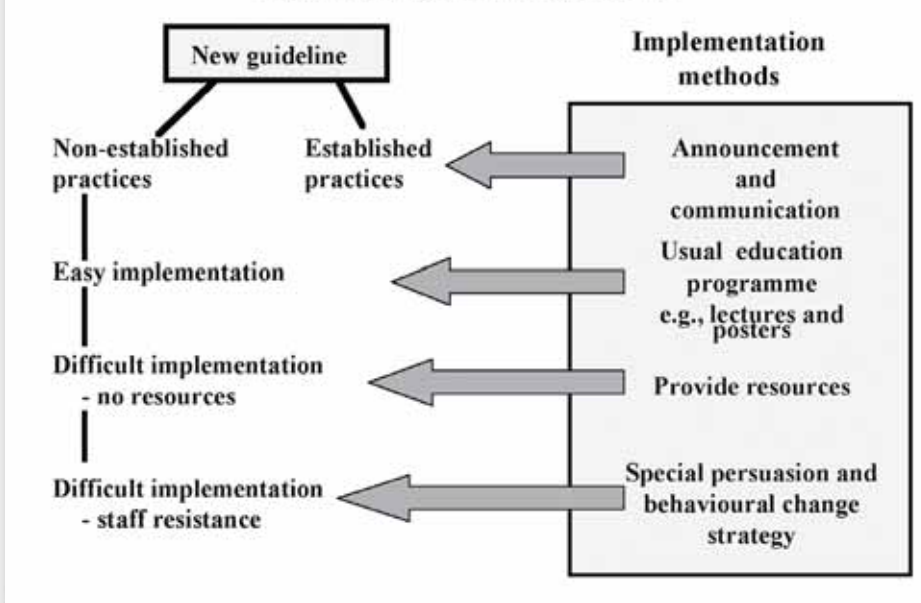 New guideline
Implementation
methods
Non-established
practices
Established
practices
Announcement
and
communication
Easy implementation
Usual education
programme
e.g., lectures and
posters
Difficult implementation
- no resources
Provide resources
Difficult implementation
- staff resistance
Special persuasion and
behavioural change
strategy